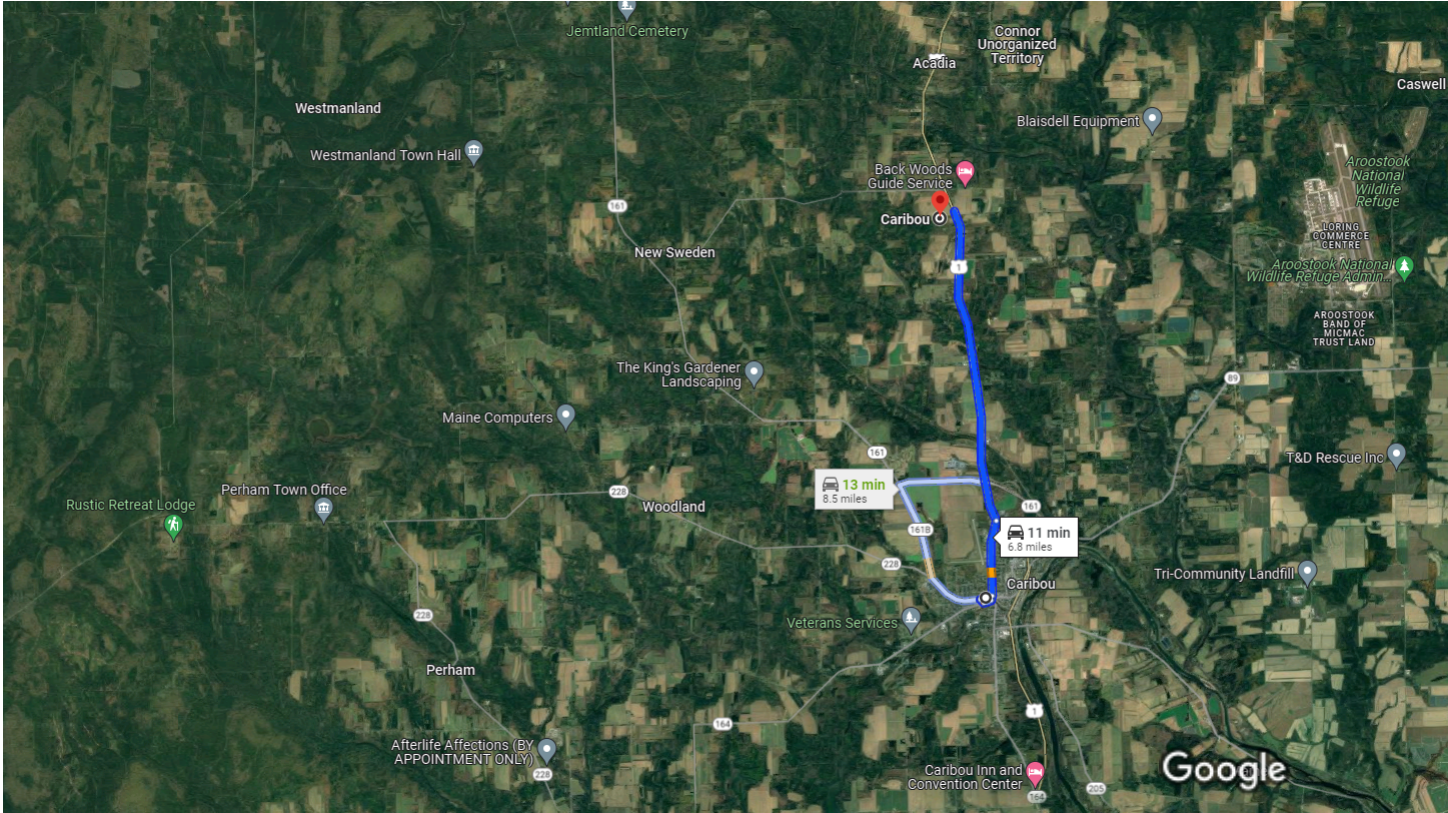 Jemtland Cemetery
Connor
Unorganized
Territory
Acadia
Caswell
Westmanland
Blaisdell Equipment
Westmanland Town Hall
Aroostook
National
Wildlife
Refuge
Back Woods
Guide Service
161
Caribou
LORING
COMMERCE
CENTRE
New Sweden
1
Aroostook National
Wildlife Refuge Admin...
AROOSTOOK
BAND OF
MICMAC
TRUST LAND
The King's Gardener
Landscaping
89
Maine Computers
161
T&D Rescue Inc
13 min
8.5 miles
Perham Town Office
228
Rustic Retreat Lodge
Woodland
161
161B
11 min
6.8 miles
228
Tri-Community Landfill
Caribou
228
Veterans Services
Perham
1
164
Afterlife Affections (BY
APPOINTMENT ONLY)
228
Caribou Inn and
Convention Center
164
205
Google